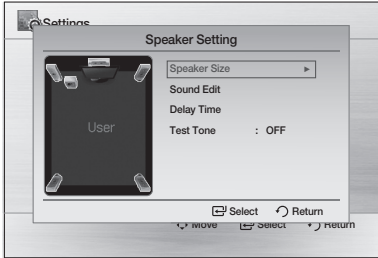 Settings
Speaker Setting
Speaker Size ►
Sound Edit
Delay Time
Test Tone : OFF
User
Select Return
Move Select Return